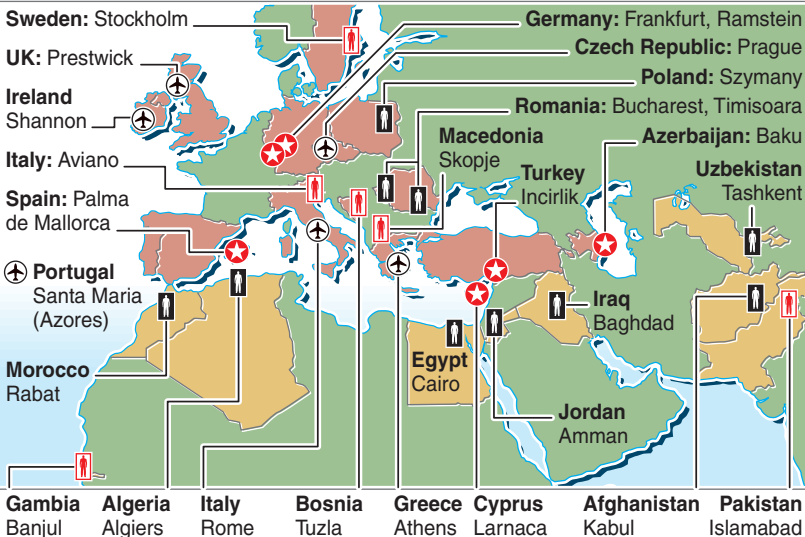 Sweden: Stockholm
Germany: Frankfurt, Ramstein
UK: Prestwick
Czech Republic: Prague
Poland: Szymany
Ireland
Shannon
Romania: Bucharest, Timisoara
Macedonia
Skopje
Azerbaijan: Baku
Italy: Aviano
Turkey
Incirlik
Uzbekistan
Tashkent
Spain: Palma
de Mallorca
Portugal
Santa Maria
(Azores)
Iraq
Baghdad
Morocco
Rabat
Egypt
Cairo
Jordan
Amman
Gambia
Banjul
Algeria
Algiers
Italy
Rome
Bosnia
Tuzla
Greece
Athens
Cyprus
Larnaca
Afghanistan
Kabul
Pakistan
Islamabad